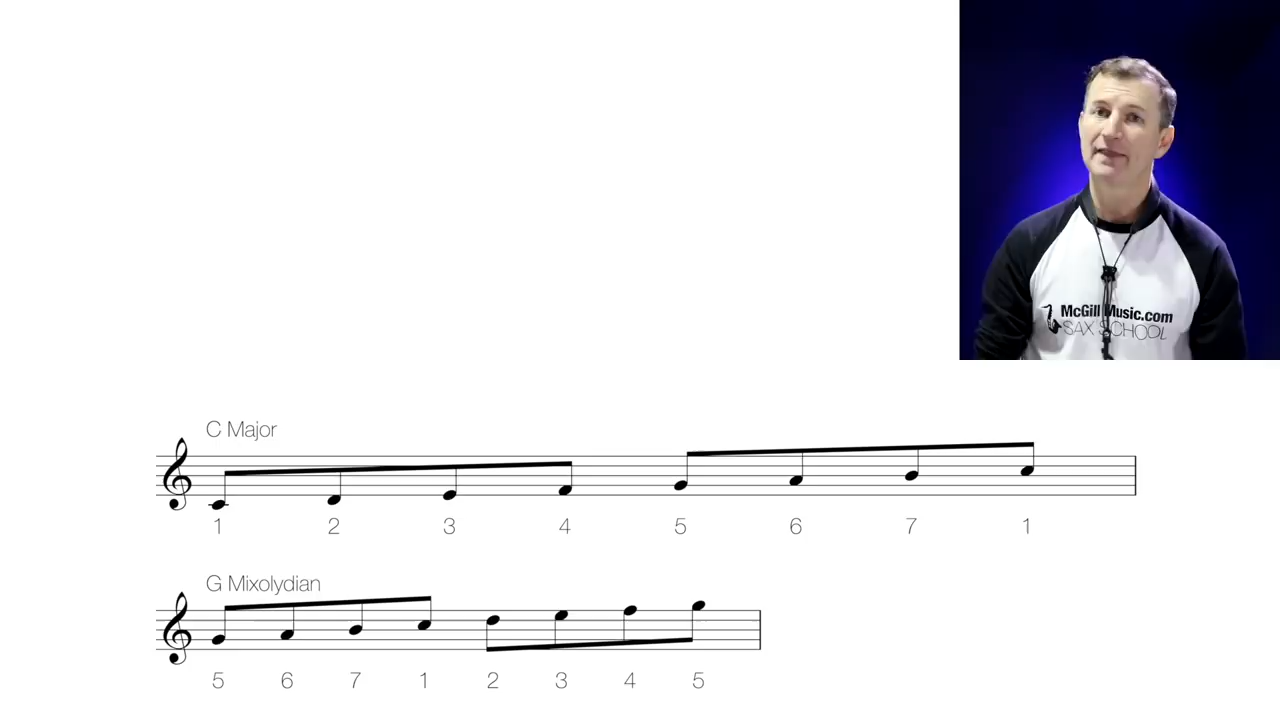 McGill Music.com
SAX SCHOOL
C Major
1 2 3 4 5 6 7 1
G Mixolydian
5 6 7 1 2 3 4 5